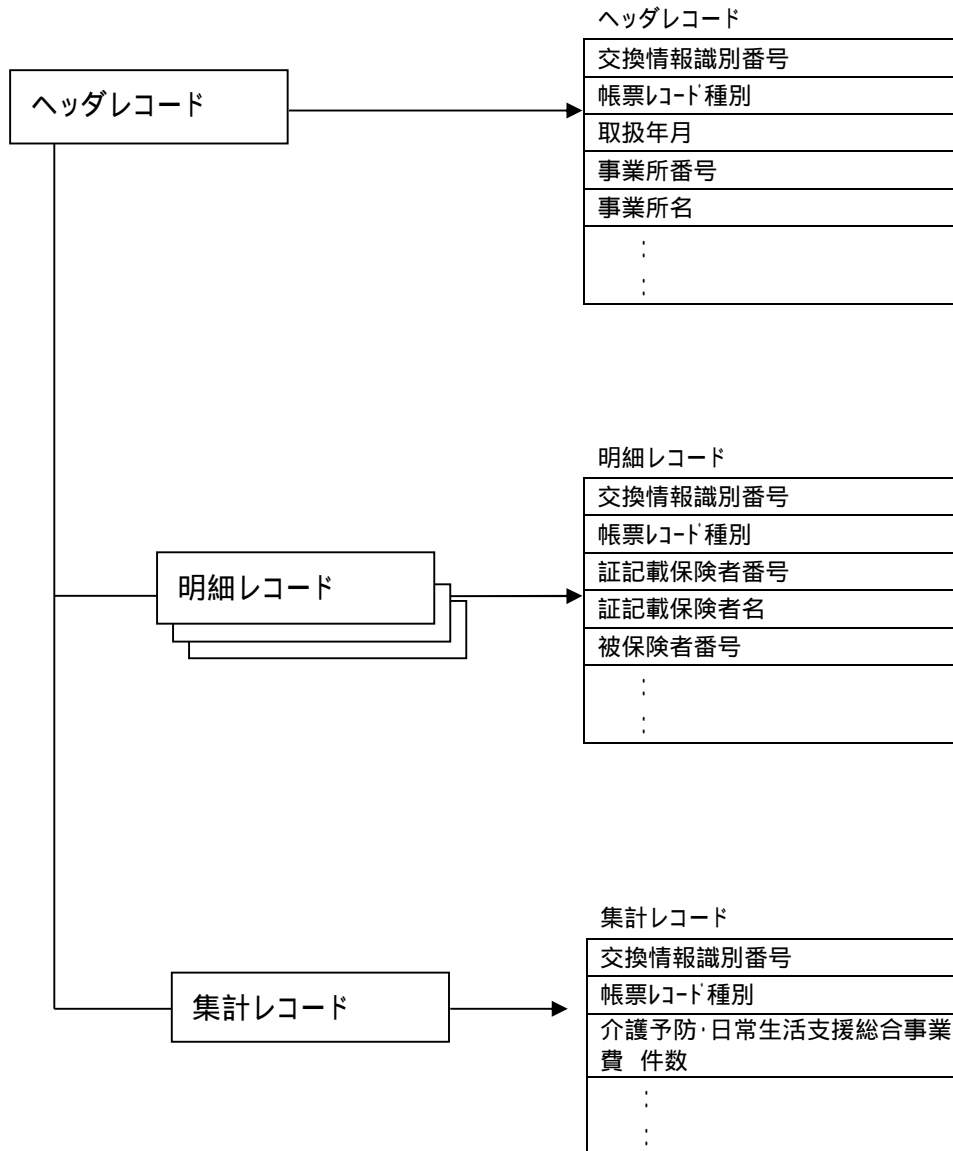 ヘッダレコード
ヘッダレコード
交換情報識別番号
帳票ﾚｺｰﾄﾞ種別
取扱年月
事業所番号
事業所名
:
:
明細レコード
明細レコード
交換情報識別番号
帳票ﾚｺｰﾄﾞ種別
証記載保険者番号
証記載保険者名
被保険者番号
:
:
集計レコード
集計レコード
交換情報識別番号
帳票ﾚｺｰﾄﾞ種別
介護予防･日常生活支援総合事業
費 件数
:
: